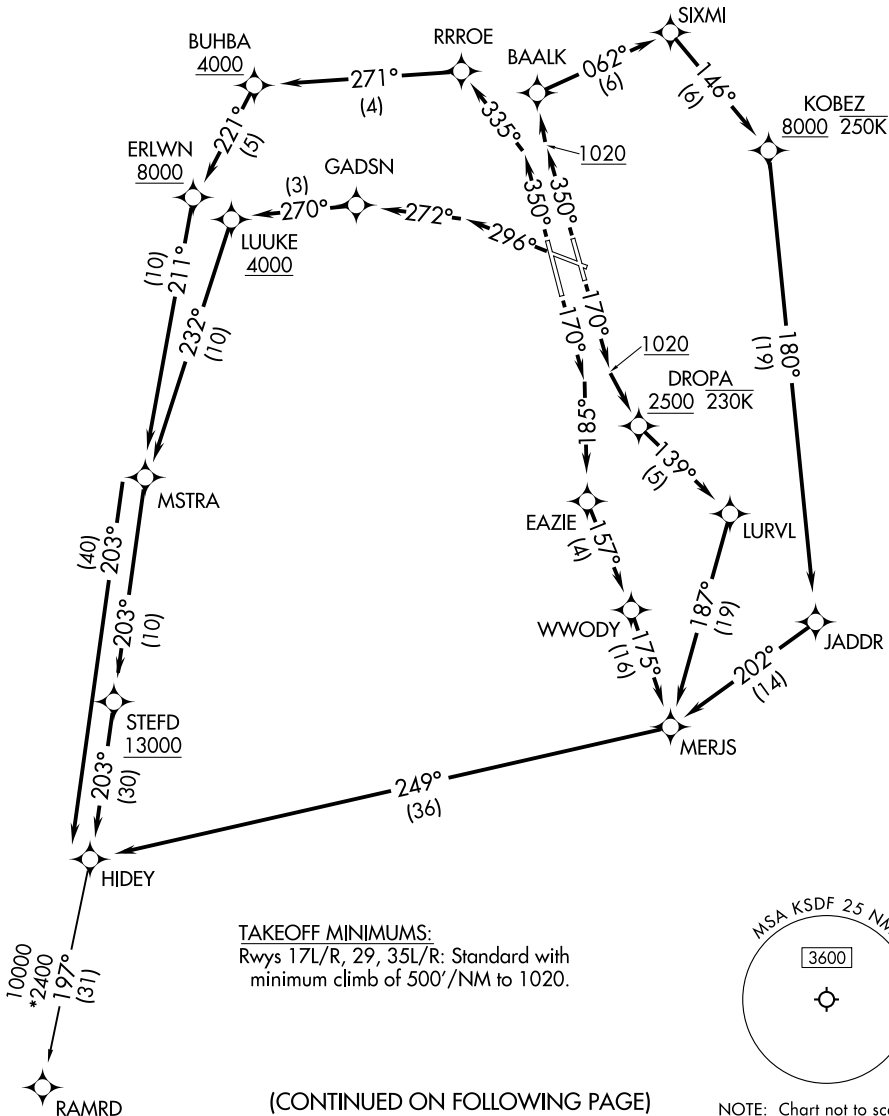 SIXMI
BUHBA
4000
RRROE
BAALK
062°
(6)
146°
(6)
271°
(4)
335°
KOBEZ
8000 250K
221°
(5)
ERLWN
8000
1020
GADSN
(3)
270°
272°
296°
350°
350°
LUUKE
4000
(10)
211°
232°
(10)
170°
170°
1020
180°
(19)
DROPA
2500 230K
185°
139°
(5)
MSTRA
EAZIE
LURVL
157°
(4)
(40)
203°
203°
(10)
187°
(19)
WWODY
JADDR
175°
(16)
202°
(14)
STEFD
13000
MERJS
203°
(30)
249°
(36)
HIDEY
10000
*2400
197°
(31)
TAKEOFF MINIMUMS:
Rwys 17L/R, 29, 35L/R: Standard with
minimum climb of 500'/NM to 1020.
MSA KSDF 25 NM
3600
RAMRD
(CONTINUED ON FOLLOWING PAGE)
NOTE: Chart not to sc